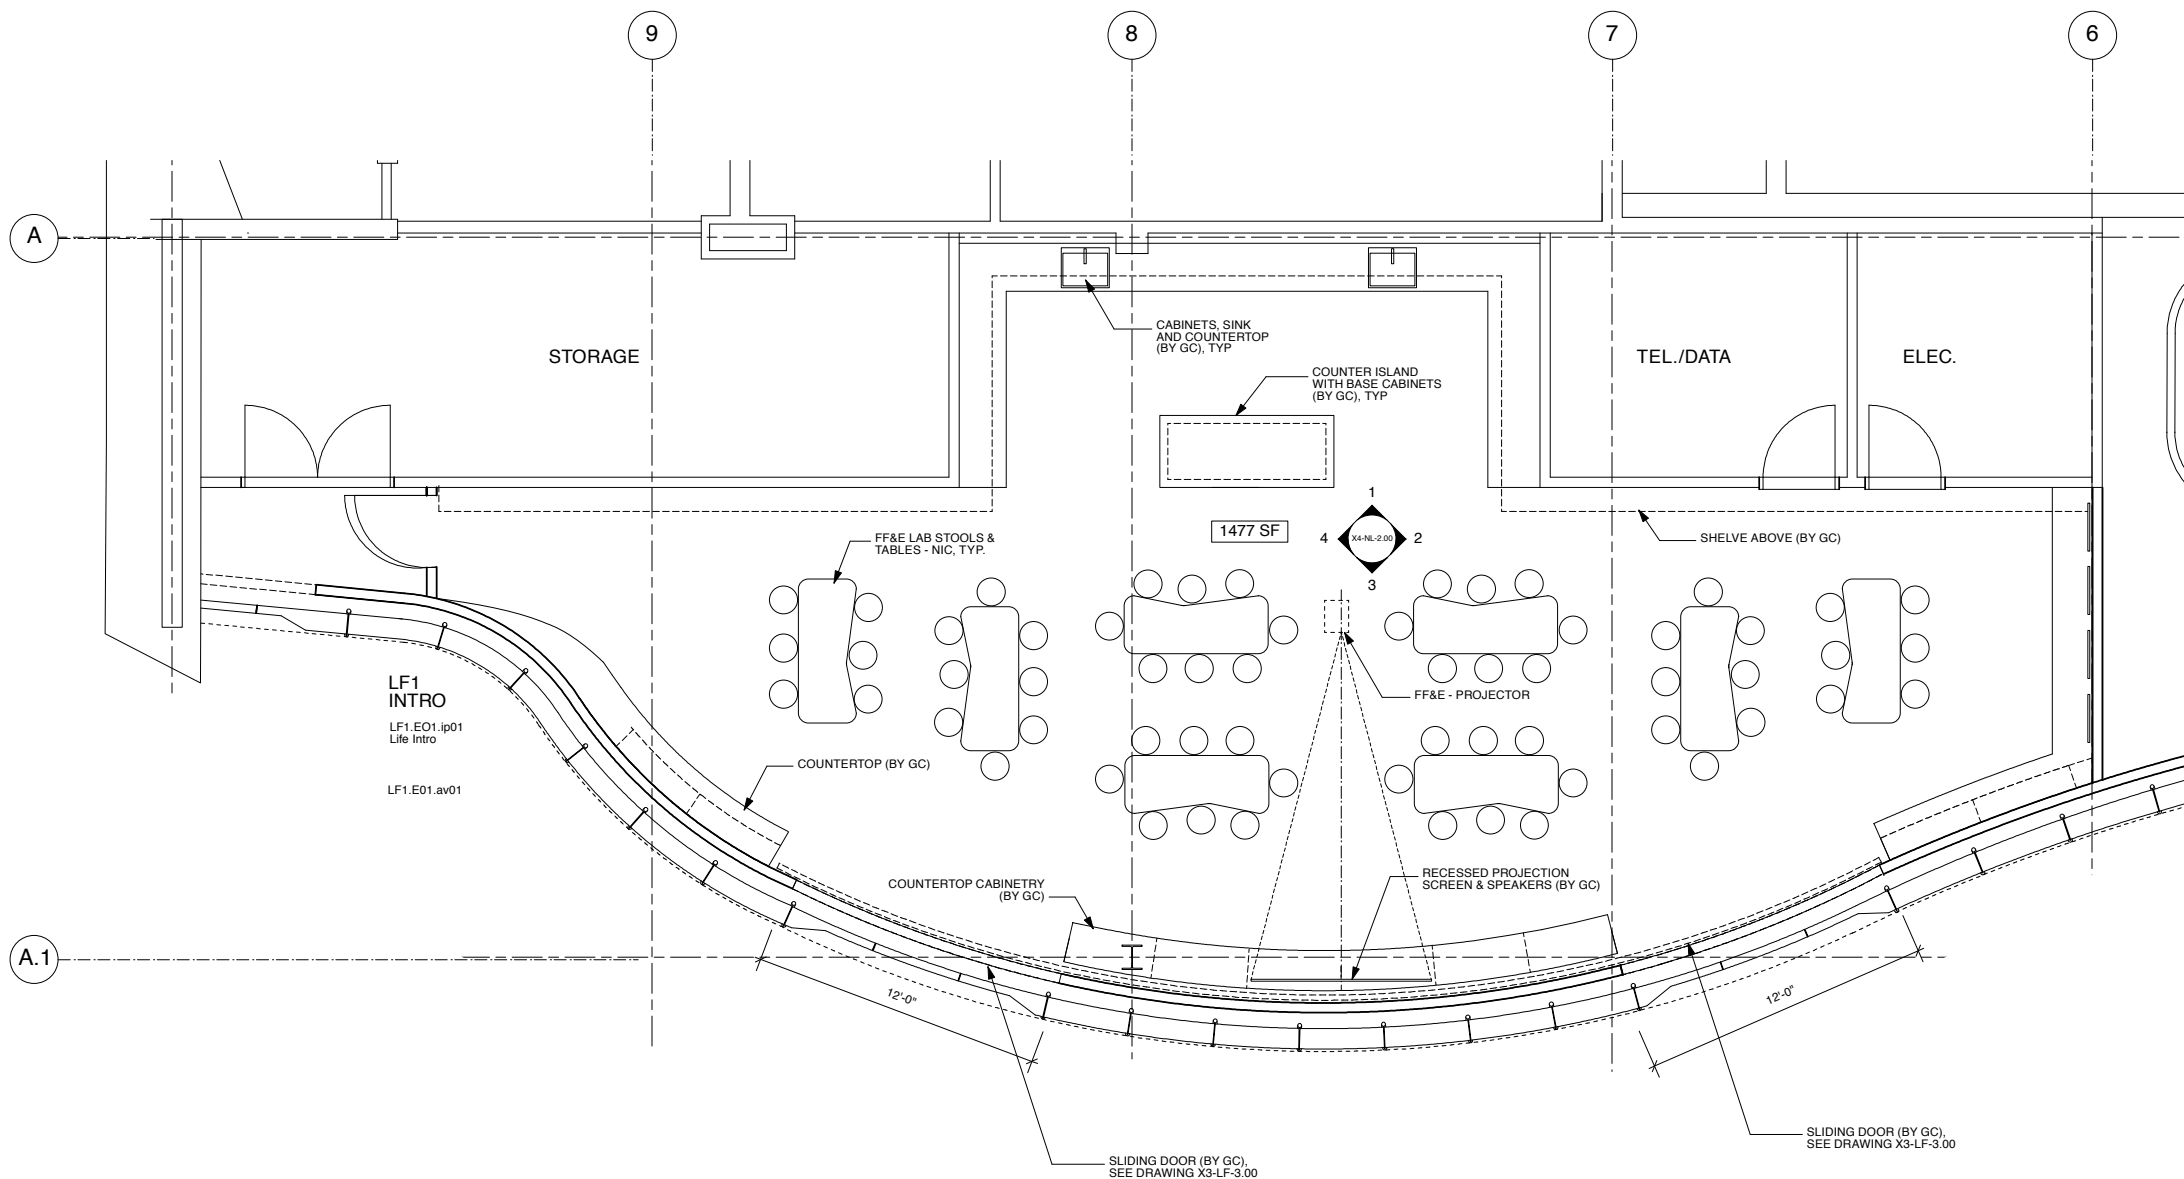 9
8
7
6
A
CABINETS, SINK
AND COUNTERTOP
(BY GC), TYP
STORAGE
TEL./DATA
ELEC.
COUNTER ISLAND
WITH BASE CABINETS
(BY GC), TYP
1
1477 SF
4
X4-NL-2.00
2
3
FF&E LAB STOOLS &
TABLES - NIC, TYP.
SHELVE ABOVE (BY GC)
LF1
INTRO
LF1.EO1.ip01
Life Intro
LF1.E01.av01
FF&E - PROJECTOR
COUNTERTOP (BY GC)
COUNTERTOP CABINETRY
(BY GC)
RECESSED PROJECTION
SCREEN & SPEAKERS (BY GC)
A.1
12'-0"
12'-0"
SLIDING DOOR (BY GC),
SEE DRAWING X3-LF-3.00
SLIDING DOOR (BY GC),
SEE DRAWING X3-LF-3.00